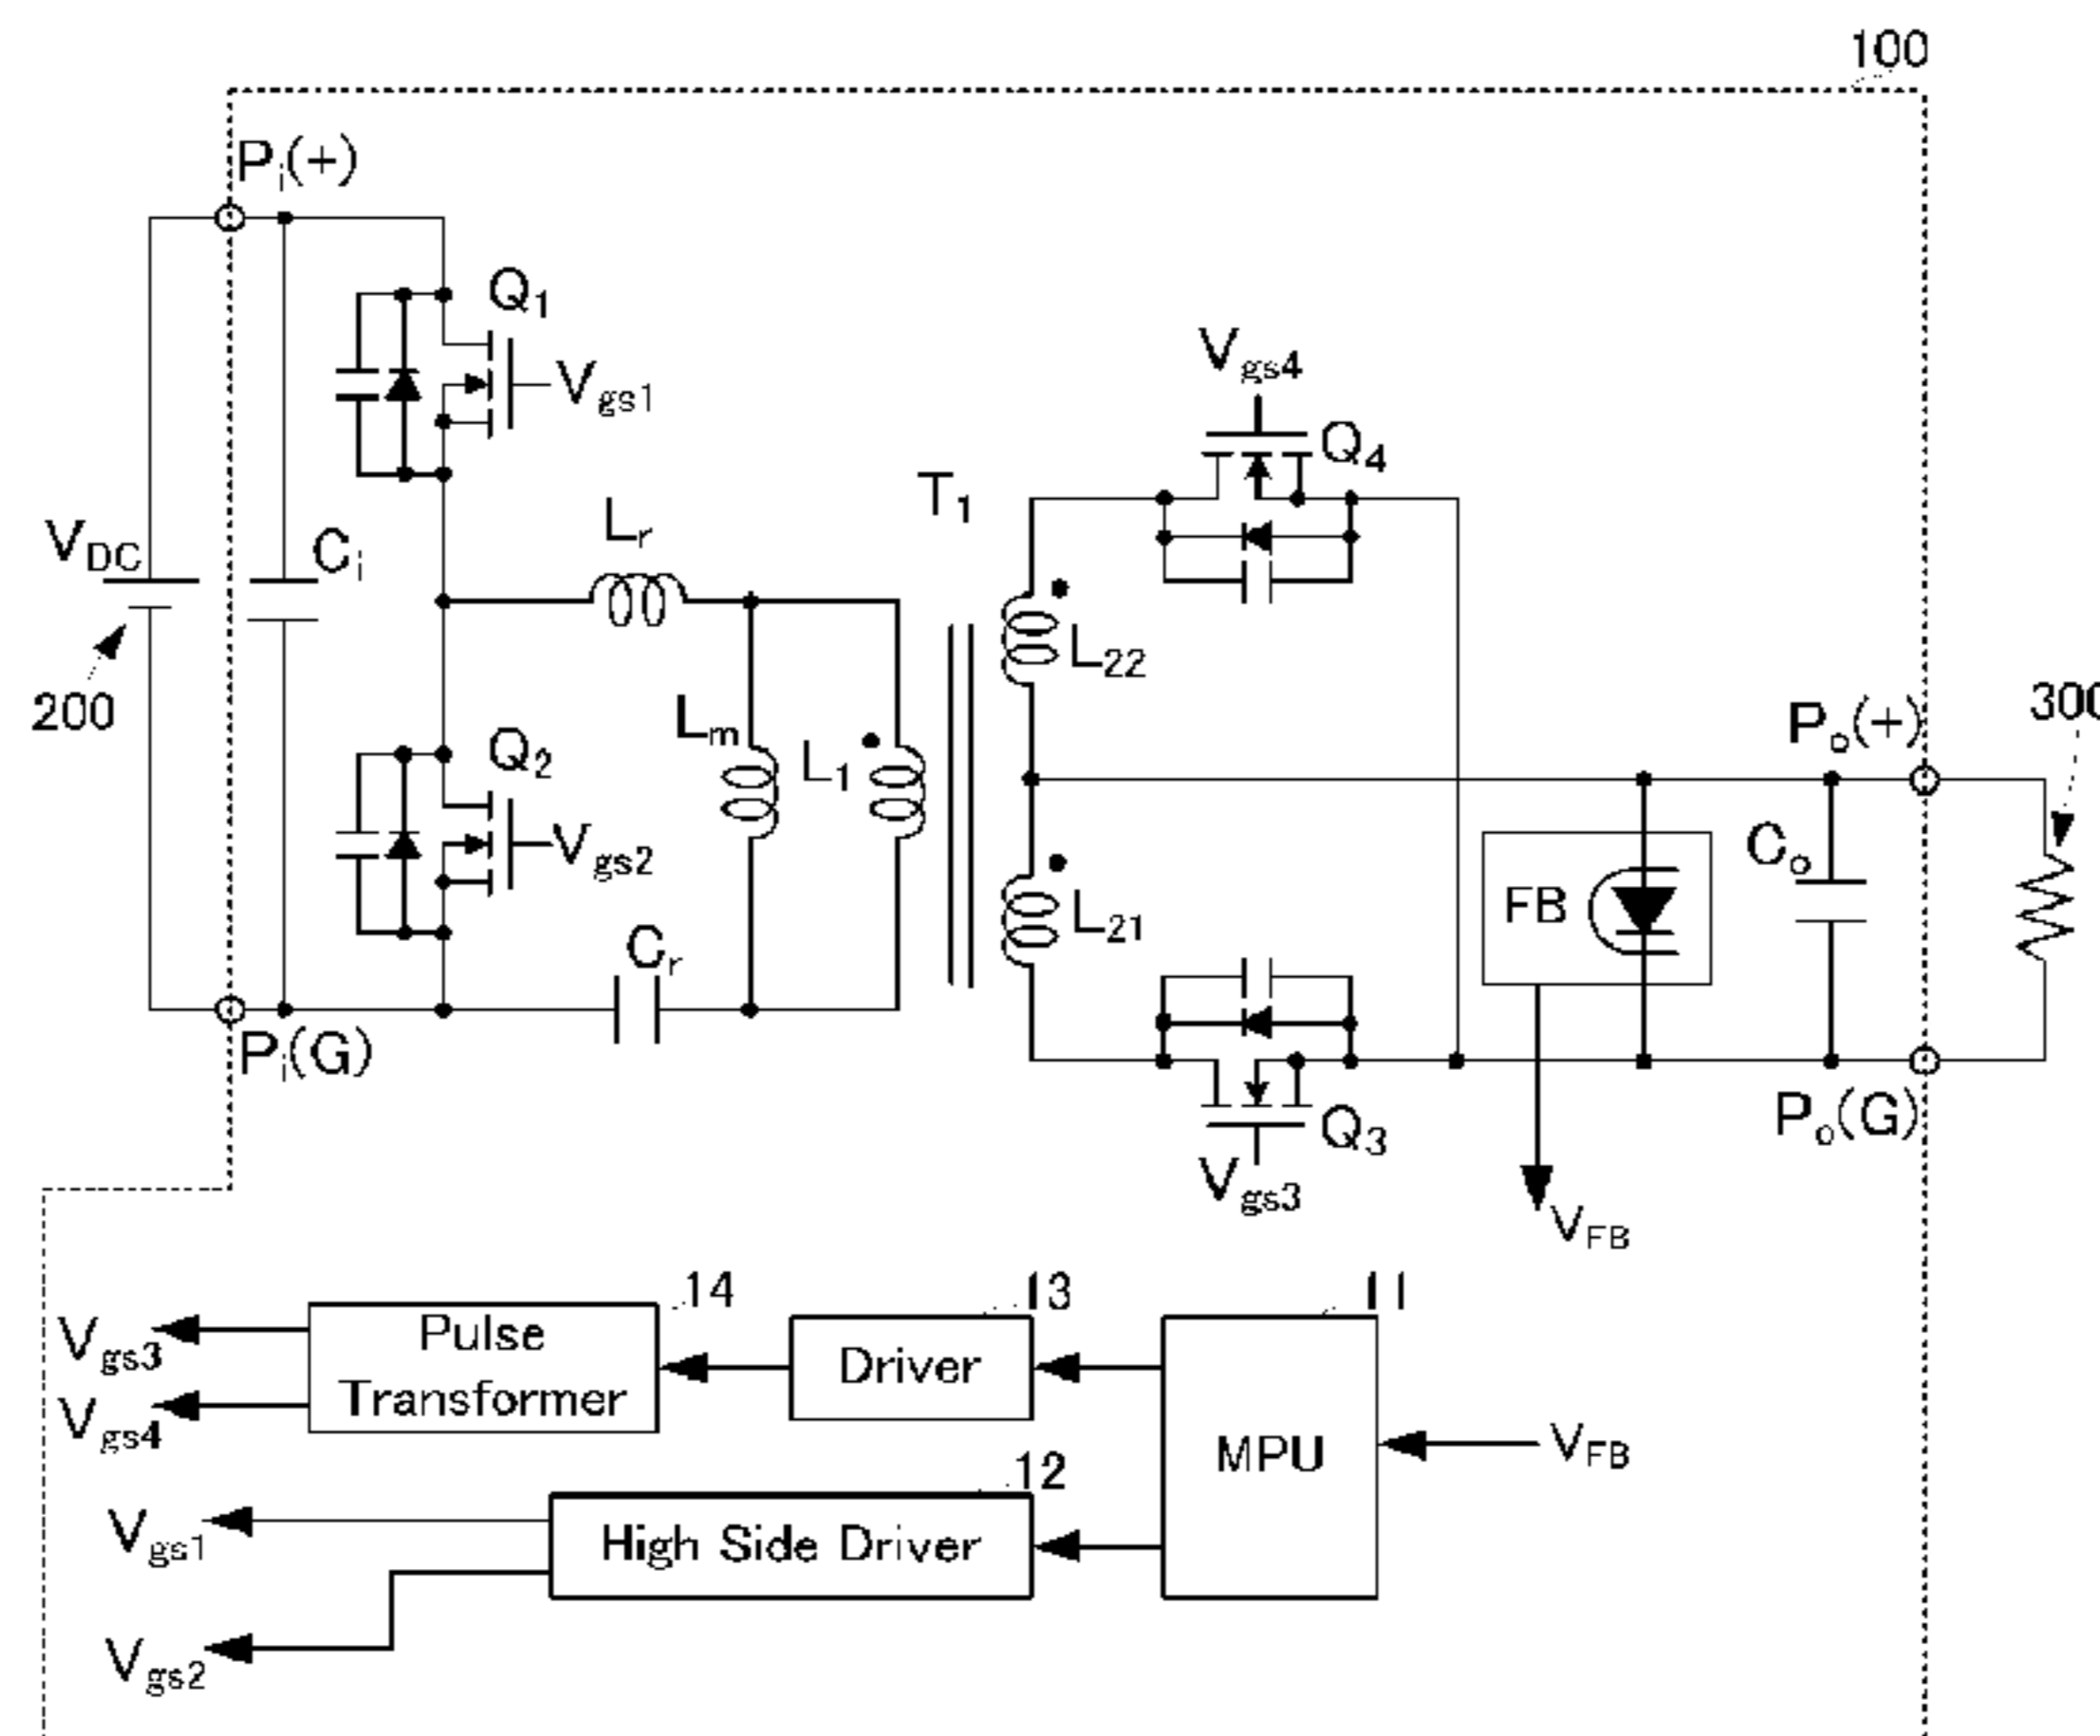 100
Pi(+)
Q1
Vgs1
Vgs4
Q4
T1
Lr
VDC
Ci
L22
200
Lm
L1
Po(+)
300
Q2
Vgs2
Co
FB
L21
Cr
Pi(G)
Po(G)
Q3
Vgs3
VFB
14
13
11
Vgs3
Pulse
Transformer
Driver
Vgs4
MPU
VFB
12
Vgs1
High Side Driver
Vgs2